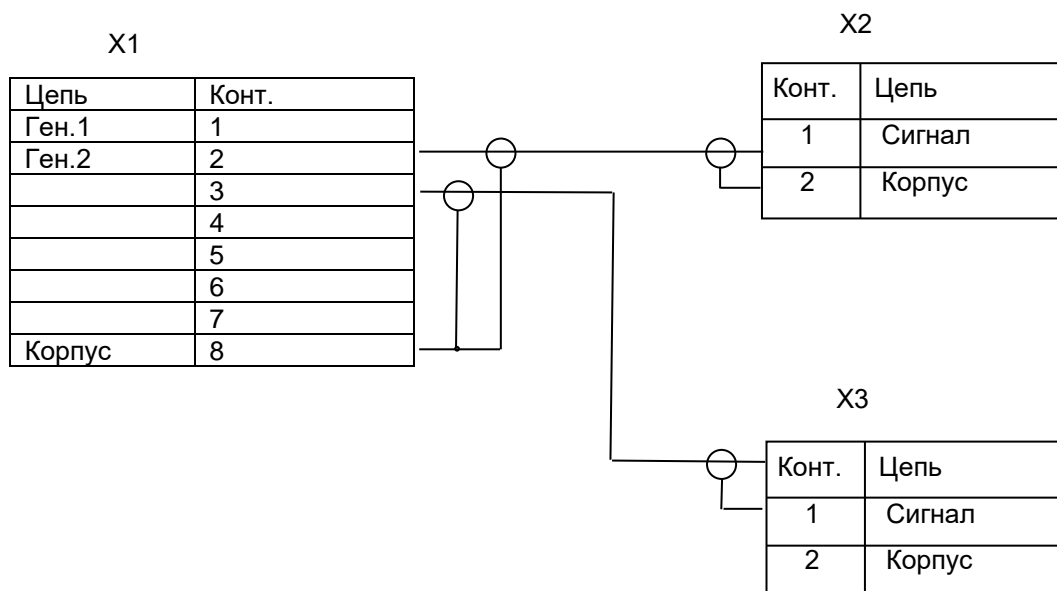 X1
Цепь Конт.
Ген.1 1
Ген.2 2
3
4
5
6
7
Корпус 8
X2
Конт. Цепь
1 Сигнал
2 Корпус
X3
Конт. Цепь
1 Сигнал
2 Корпус